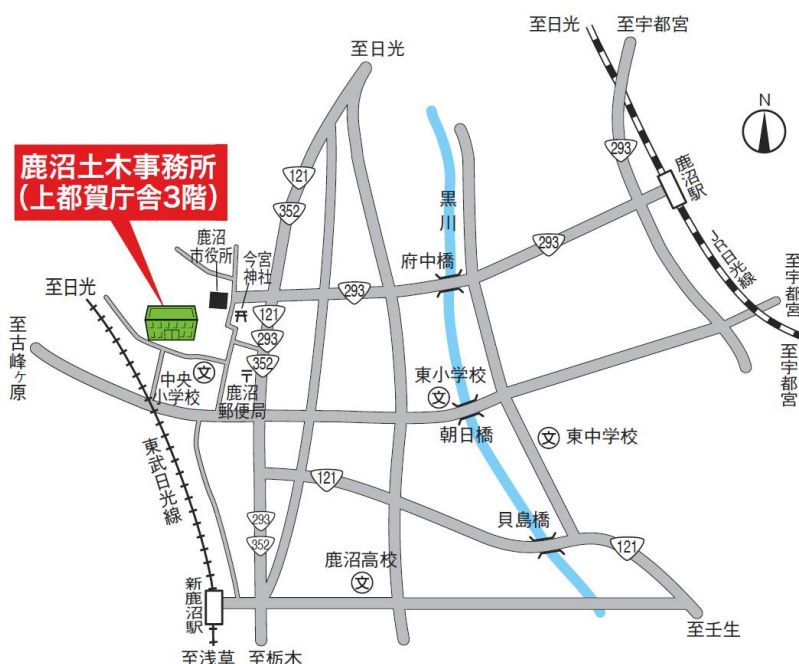 至日光
至日光
至宇都宮
N
293
鹿沼駅
121
鹿沼土木事務所
(上都賀庁舎3階)
352
黒川
JR日光線
鹿沼
市役所
今宮
神社
府中橋
293
至宇都宮
至日光
293
121
293
352
至古峰ヶ原
至宇都宮
中央
小学校
文
〒
鹿沼
郵便局
東小学校
文
朝日橋
文
東中学校
東武日光線
121
293
352
貝島橋
121
鹿沼高校
文
新鹿沼駅
至壬生
至浅草
至栃木